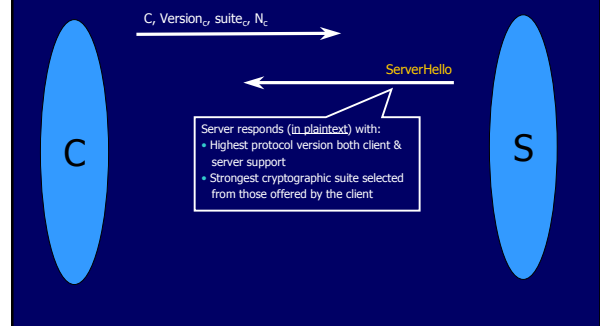 C, Version_c, suite_c, N_c
ServerHello
Server responds (in plaintext) with:
• Highest protocol version both client &
server support
• Strongest cryptographic suite selected
from those offered by the client
C
S